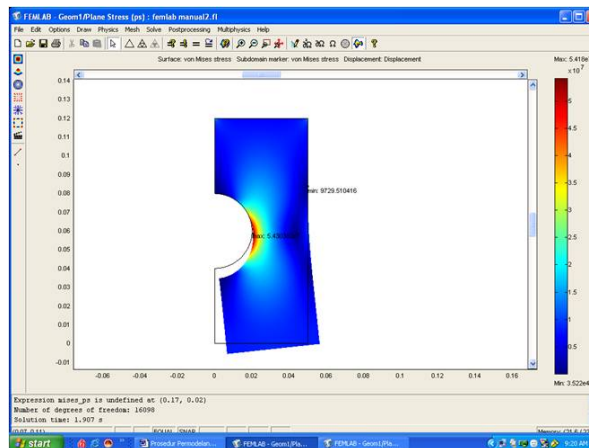 FEMLAB - Geom1/Plane Stress (ps) : femlab manual2.fl
File Edit Options Draw Physics Mesh Solve Postprocessing Multiphysics Help
Surface: von Mises stress Subdomain marker: von Mises stress Displacement: Displacement
Max: 5.418e
×10
7
0.14
0.13
0.12
0.11
0.1
0.09
0.08
0.07
0.06
0.05
0.04
0.03
0.02
0.01
0
-0.01
min: 9729.510416
-0.06 -0.04 -0.02 0 0.02 0.04 0.06 0.08 0.1 0.12 0.14 0.16
5
4.5
4
3.5
3
2.5
2
1.5
1
0.5
Min: 3.522e
Expression mises_ps is undefined at (0.17, 0.02)
Number of degrees of freedom: 16098
Solution time: 1.907 s
EQUAL SNAP
start
Prosedur Permodelan...
FEMLAB - Geom1/Pla...
FEMLAB - Geom1/Pla...
9:20 AM